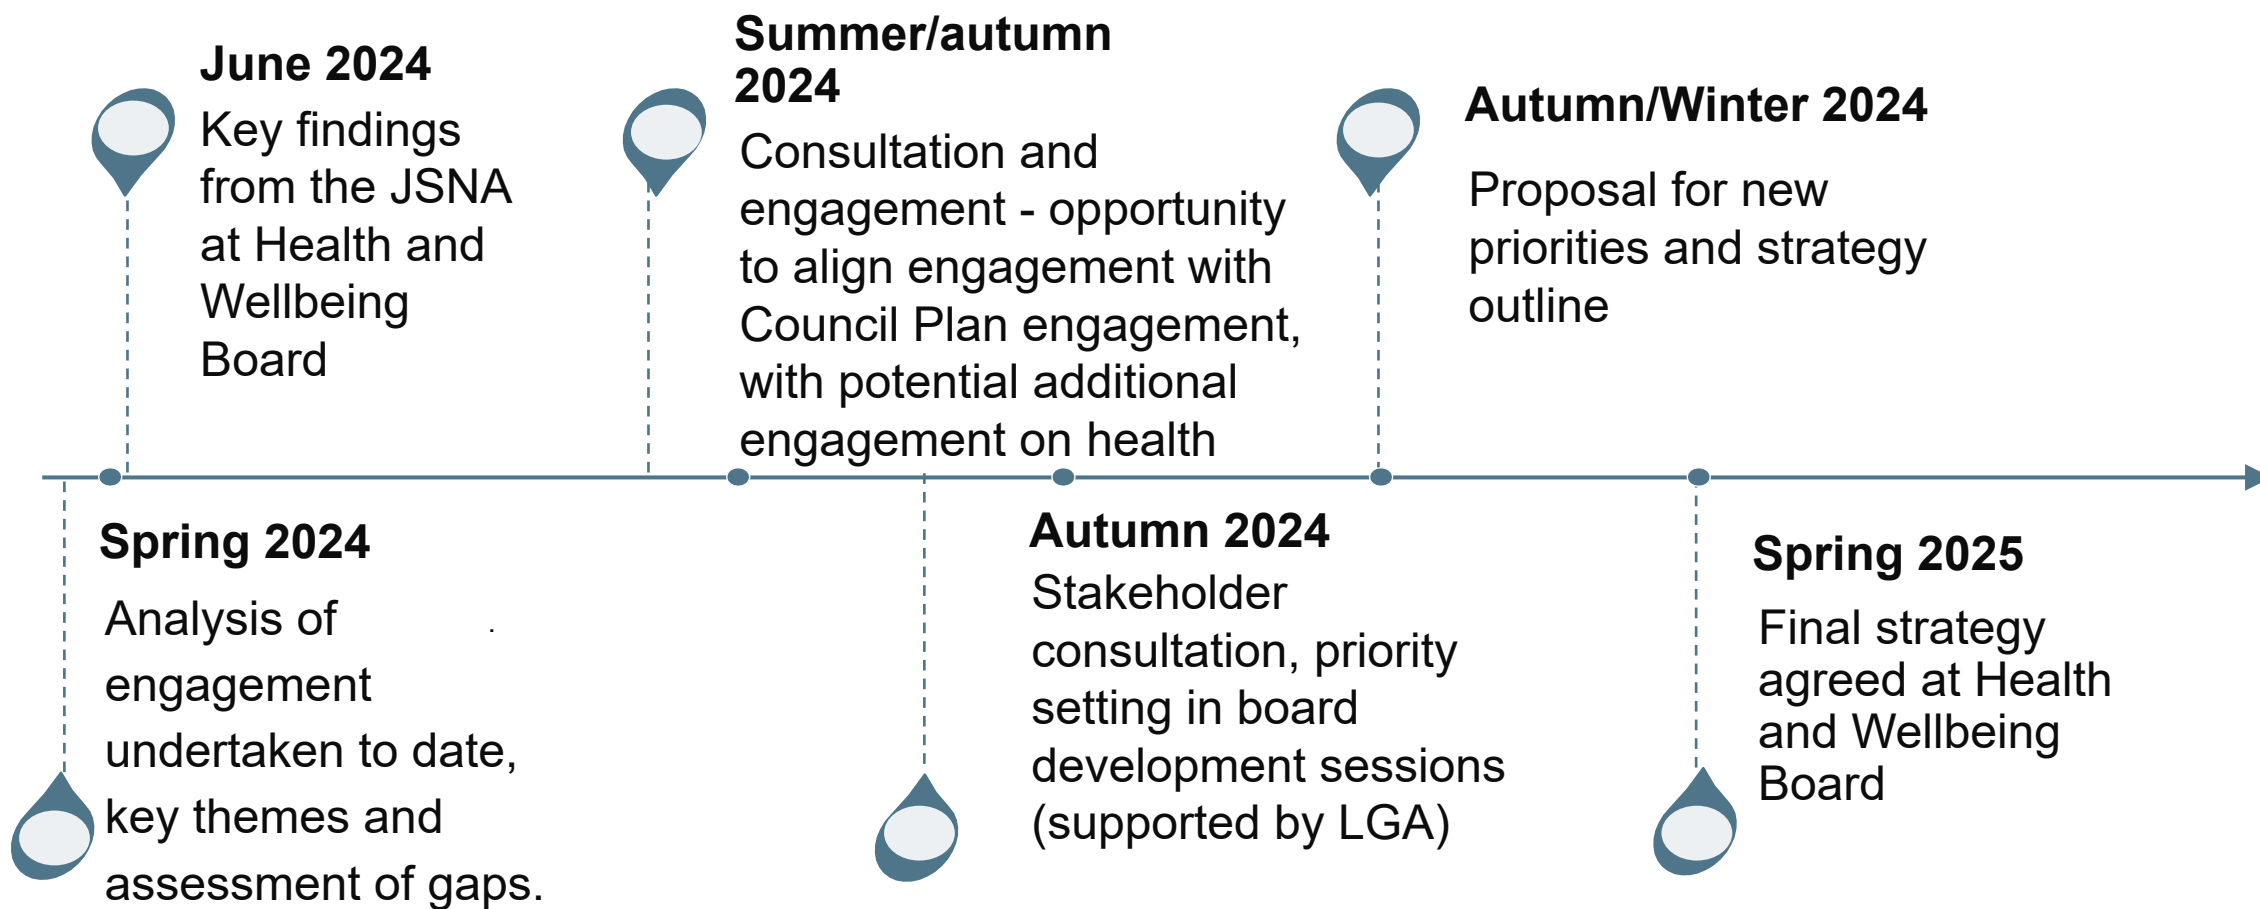 June 2024
Key findings
from the JSNA
at Health and
Wellbeing
Board
Summer/autumn
2024
Consultation and
engagement - opportunity
to align engagement with
Council Plan engagement,
with potential additional
engagement on health
Autumn/Winter 2024
Proposal for new
priorities and strategy
outline
Spring 2024
Analysis of
engagement
undertaken to date,
key themes and
assessment of gaps.
.
Autumn 2024
Stakeholder
consultation, priority
setting in board
development sessions
(supported by LGA)
Spring 2025
Final strategy
agreed at Health
and Wellbeing
Board